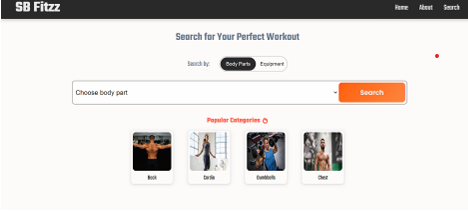 SB Fitzz
Home About Search
Search for Your Perfect Workout
Search by: Body Parts Equipment
Choose body part Search
Popular Categories
Back Cardio Dumbbells Chest